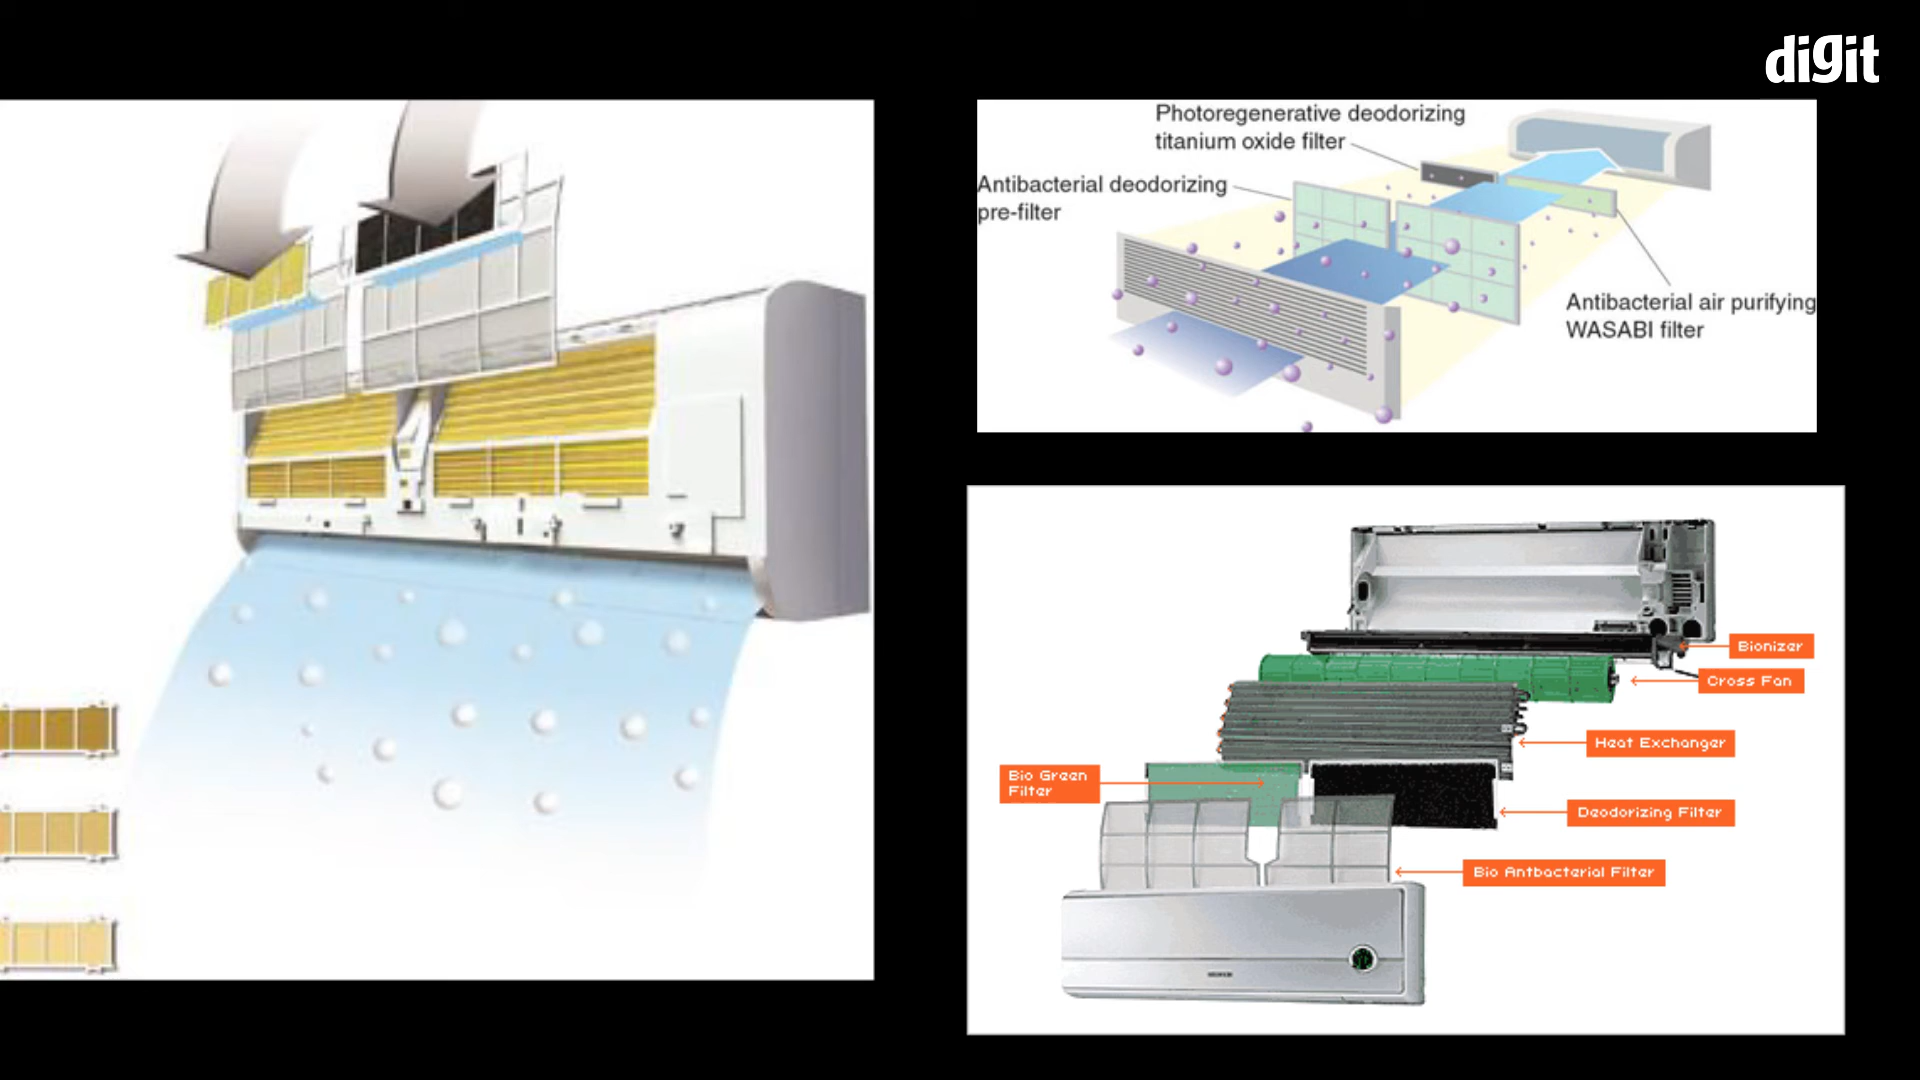 digit
Photoregenerative deodorizing
titanium oxide filter
Antibacterial deodorizing
pre-filter
Antibacterial air purifying
WASABI filter
Bionizer
Cross Fan
Heat Exchanger
Bio Green
Filter
Deodorizing Filter
Bio Antbacterial Filter